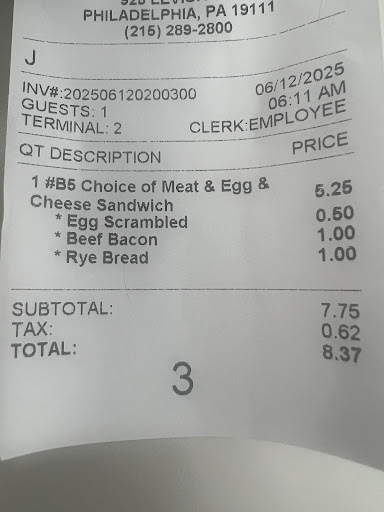 PHILADELPHIA, PA 19111
(215) 289-2800
J
INV#:202506120200300 06/12/2025
GUESTS: 1 06:11 AM
TERMINAL: 2 CLERK:EMPLOYEE
QT DESCRIPTION PRICE
1 #B5 Choice of Meat & Egg & 5.25
Cheese Sandwich
* Egg Scrambled 0.50
* Beef Bacon 1.00
* Rye Bread 1.00
SUBTOTAL: 7.75
TAX: 0.62
TOTAL: 8.37
3